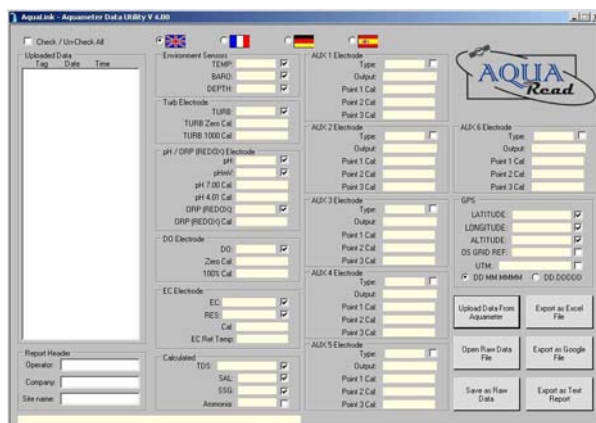 AquaLink - Aquameter Data Utility V 4.00
Check / Un-Check All
Uploaded Data
Tag Date Time
Report Header
Operator:
Company:
Site name:
Environment Sensors
TEMP:
BARO:
DEPTH:
Turb Electrode
TURB:
TURB Zero Cal:
TURB 1000 Cal:
pH / ORP (REDOX) Electrode
pH:
pHmV:
pH 7.00 Cal:
pH 4.01 Cal:
ORP (REDOX):
ORP (REDOX) Cal:
DO Electrode
DO:
Zero Cal:
100% Cal:
EC Electrode
EC:
RES:
Cal:
EC Ref Temp:
Calculated
TDS:
SAL:
SSG:
Ammonia:
AUX 1 Electrode
Type:
Output:
Point 1 Cal:
Point 2 Cal:
Point 3 Cal:
AUX 2 Electrode
Type:
Output:
Point 1 Cal:
Point 2 Cal:
Point 3 Cal:
AUX 3 Electrode
Type:
Output:
Point 1 Cal:
Point 2 Cal:
Point 3 Cal:
AUX 4 Electrode
Type:
Output:
Point 1 Cal:
Point 2 Cal:
Point 3 Cal:
AUX 5 Electrode
Type:
Output:
Point 1 Cal:
Point 2 Cal:
Point 3 Cal:
AQUA
Read
AUX 6 Electrode
Type:
Output:
Point 1 Cal:
Point 2 Cal:
Point 3 Cal:
GPS
LATITUDE:
LONGITUDE:
ALTITUDE:
OS GRID REF:
UTM:
DD MM.MMMM DD.DDDDD
Upload Data From
Aquameter
Export as Excel
File
Open Raw Data
File
Export as Google
File
Save as Raw
Data
Export as Text
Report